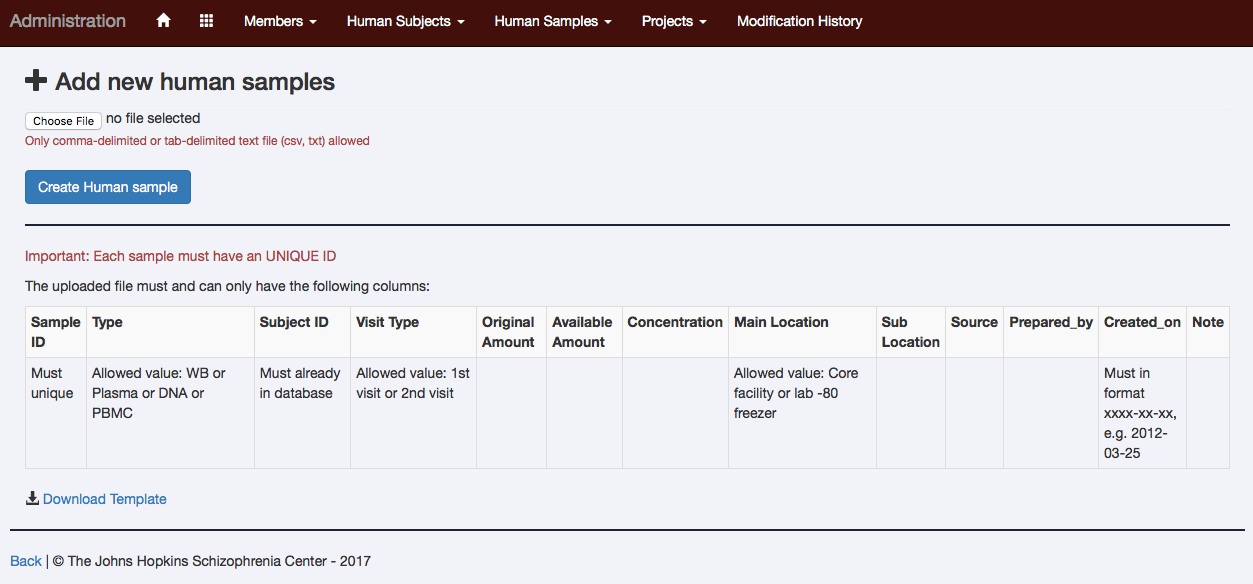 Administration Members Human Subjects Human Samples Projects Modification History
Add new human samples
Choose File no file selected
Only comma-delimited or tab-delimited text file (csv, txt) allowed
Create Human sample
Important: Each sample must have an UNIQUE ID
The uploaded file must and can only have the following columns:
Sample Type Subject ID Visit Type Original Available Concentration Main Location Sub Source Prepared_by Created_on Note
ID Amount Amount Location
Must Allowed value: WB or Must already Allowed value: 1st Allowed value: Core Must in
unique Plasma or DNA or in database visit or 2nd visit facility or lab -80 format
PBMC freezer xxxx-xx-xx,
e.g. 2012-
03-25
Download Template
Back | © The Johns Hopkins Schizophrenia Center - 2017